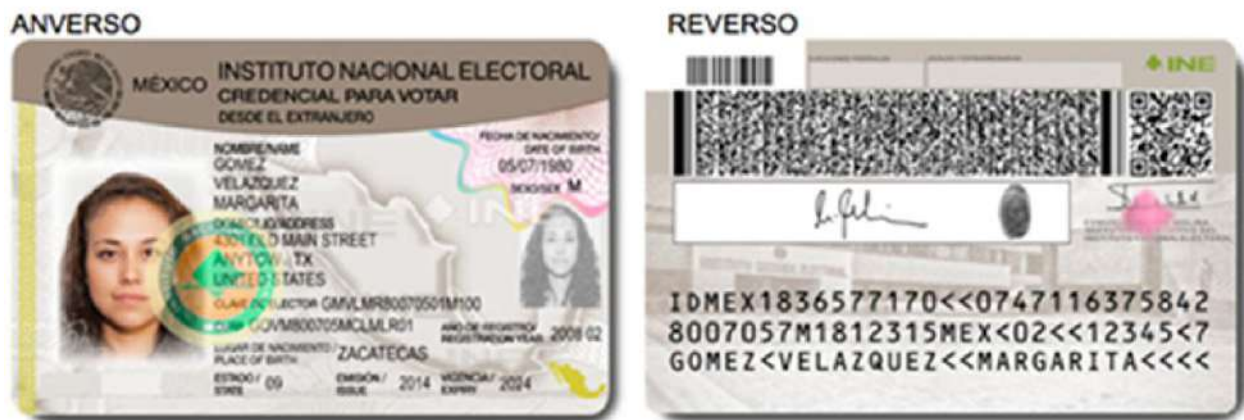 ANVERSO
MÉXICO
INSTITUTO NACIONAL ELECTORAL
CREDENCIAL PARA VOTAR
DESDE EL EXTRANJERO
NOMBRE/NAME
GOMEZ
VELAZQUEZ
MARGARITA
DOMICILIO/ADDRESS
4301 OLD MAIN STREET
TX
UNITED STATES
CLAVE DE ELECTOR GMVLMR80070501M100
GOVM800705MCLMLR01
AÑO DE REGISTRO/
REGISTRATION YEAR 2008 02
LUGAR DE NACIMIENTO/
PLACE OF BIRTH ZACATECAS
ESTADO/
STATE 09
EMISIÓN/
ISSUE 2014
VIGENCIA/
EXPIRY 2024
FECHA DE NACIMIENTO/
DATE OF BIRTH
05/07/1980
SEXO/SEX M
INE
REVERSO
INE
IDMEX1836577170<<0747116375842
8007057M1812315MEX<02<<12345<7
GOMEZ<VELAZQUEZ<<MARGARITA<<<<